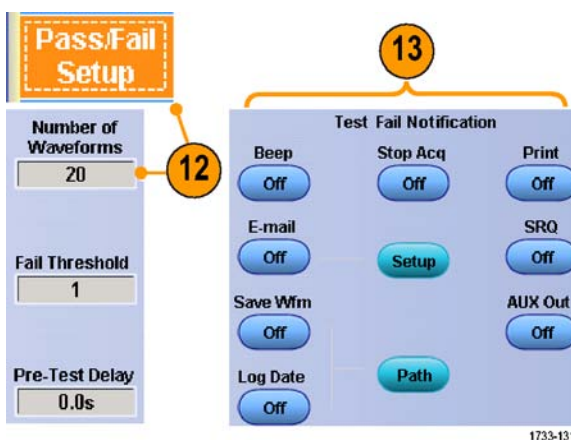 Pass/Fail
Setup
12
Number of
Waveforms
20
Fail Threshold
1
Pre-Test Delay
0.0s
13
Test Fail Notification
Beep
Off
Stop Acq
Off
Print
Off
E-mail
Off
Setup
SRQ
Off
Save Wfm
Off
AUX Out
Off
Log Date
Off
Path